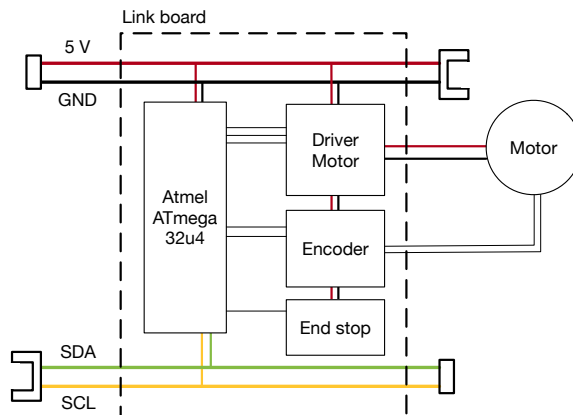 Link board
5 V
GND
Driver
Motor
Motor
Atmel
ATmega
32u4
Encoder
End stop
SDA
SCL